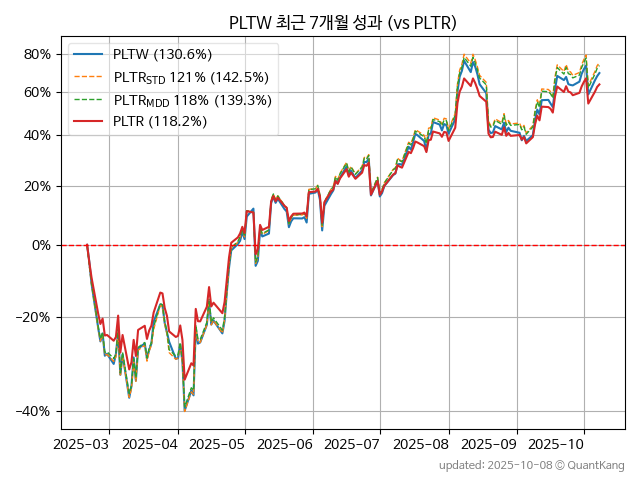 PLTW 최근 7개월 성과 (vs PLTR)
PLTW (130.6%)
PLTR_STD 121% (142.5%)
PLTR_MDD 118% (139.3%)
PLTR (118.2%)
80%
60%
40%
20%
0%
−20%
−40%
2025-03 2025-04 2025-05 2025-06 2025-07 2025-08 2025-09 2025-10
updated: 2025-10-08 © QuantKang